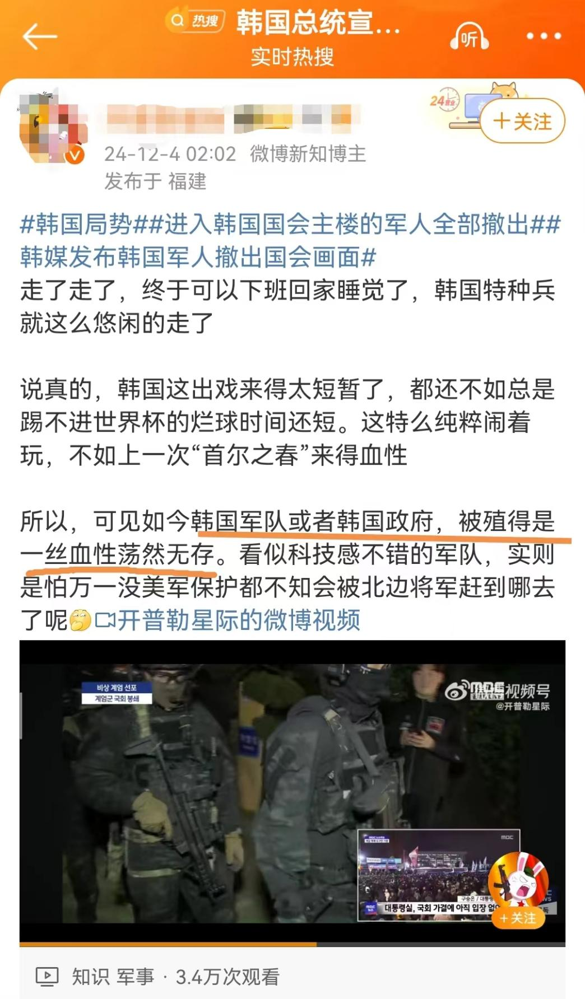 热搜 韩国总统宣...
听
实时热搜
24营业
+关注
24-12-4 02:02 微博新知博主
发布于 福建
#韩国局势##进入韩国国会主楼的军人全部撤出##
韩媒发布韩国军人撤出国会画面#
走了走了，终于可以下班回家睡觉了，韩国特种兵
就这么悠闲的走了
说真的，韩国这出戏来得太短暂了，都还不如总是
踢不进世界杯的烂球时间还短。这特么纯粹闹着
玩，不如上一次“首尔之春”来得血性
所以，可见如今韩国军队或者韩国政府，被殖得是
一丝血性荡然无存。看似科技感不错的军队，实则
是怕万一没美军保护都不知会被北边将军赶到哪去
了呢🤔开普勒星际的微博视频
비상 계엄 선포
계엄군 국회 봉쇄
视频号
@开普勒星际
mbc
구승은 / 대통령
대통령실, 국회 가결에 아직 입장 없
+关注
知识 军事 · 3.4万次观看